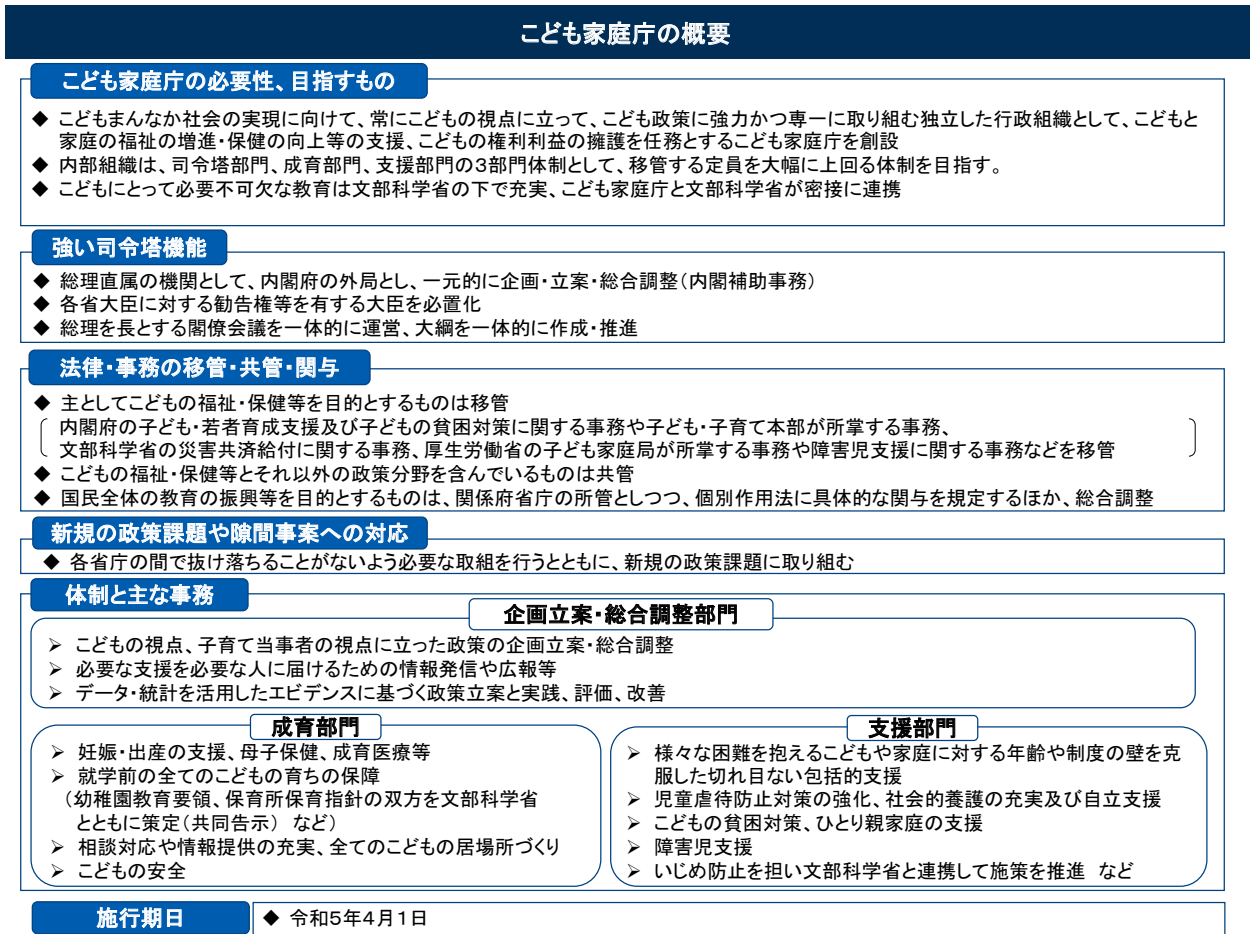 こども家庭庁の概要
こども家庭庁の必要性、目指すもの
◆ こどもまんなか社会の実現に向けて、常にこどもの視点に立って、こども政策に強力かつ専一に取り組む独立した行政組織として、こどもと
家庭の福祉の増進・保健の向上等の支援、こどもの権利利益の擁護を任務とするこども家庭庁を創設
◆ 内部組織は、司令塔部門、成育部門、支援部門の3部門体制として、移管する定員を大幅に上回る体制を目指す。
◆ こどもにとって必要不可欠な教育は文部科学省の下で充実、こども家庭庁と文部科学省が密接に連携
強い司令塔機能
◆ 総理直属の機関として、内閣府の外局とし、一元的に企画・立案・総合調整(内閣補助事務)
◆ 各省大臣に対する勧告権等を有する大臣を必置化
◆ 総理を長とする閣僚会議を一体的に運営、大綱を一体的に作成・推進
法律・事務の移管・共管・関与
◆ 主としてこどもの福祉・保健等を目的とするものは移管
内閣府の子ども・若者育成支援及び子どもの貧困対策に関する事務や子ども・子育て本部が所掌する事務、
文部科学省の災害共済給付に関する事務、厚生労働省の子ども家庭局が所掌する事務や障害児支援に関する事務などを移管
◆ こどもの福祉・保健等とそれ以外の政策分野を含んでいるものは共管
◆ 国民全体の教育の振興等を目的とするものは、関係府省庁の所管としつつ、個別作用法に具体的な関与を規定するほか、総合調整
新規の政策課題や隙間事案への対応
◆ 各省庁の間で抜け落ちることがないよう必要な取組を行うとともに、新規の政策課題に取り組む
体制と主な事務
企画立案・総合調整部門
➢ こどもの視点、子育て当事者の視点に立った政策の企画立案・総合調整
➢ 必要な支援を必要な人に届けるための情報発信や広報等
➢ データ・統計を活用したエビデンスに基づく政策立案と実践、評価、改善
成育部門
➢ 妊娠・出産の支援、母子保健、成育医療等
➢ 就学前の全てのこどもの育ちの保障
(幼稚園教育要領、保育所保育指針の双方を文部科学省
とともに策定(共同告示) など)
➢ 相談対応や情報提供の充実、全てのこどもの居場所づくり
➢ こどもの安全
支援部門
➢ 様々な困難を抱えるこどもや家庭に対する年齢や制度の壁を克
服した切れ目ない包括的支援
➢ 児童虐待防止対策の強化、社会的養護の充実及び自立支援
➢ こどもの貧困対策、ひとり親家庭の支援
➢ 障害児支援
➢ いじめ防止を担い文部科学省と連携して施策を推進 など
施行期日
◆ 令和5年4月1日